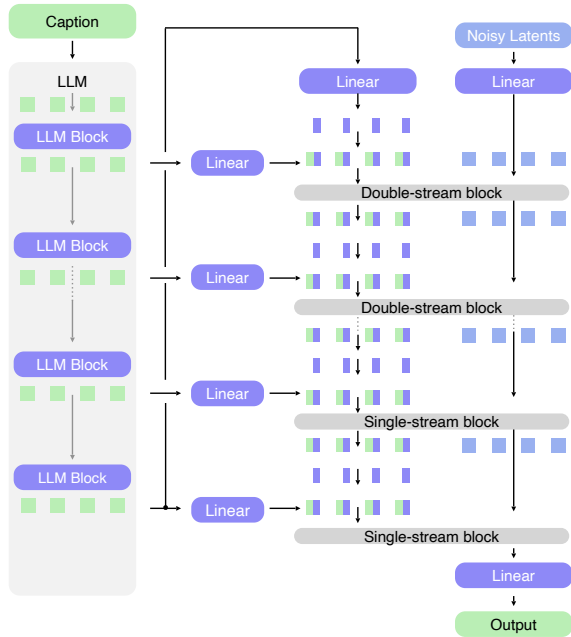 Caption
Noisy Latents
LLM
Linear
Linear
LLM Block
Linear
Double-stream block
LLM Block
Linear
Double-stream block
LLM Block
Linear
Single-stream block
LLM Block
Linear
Single-stream block
Linear
Output